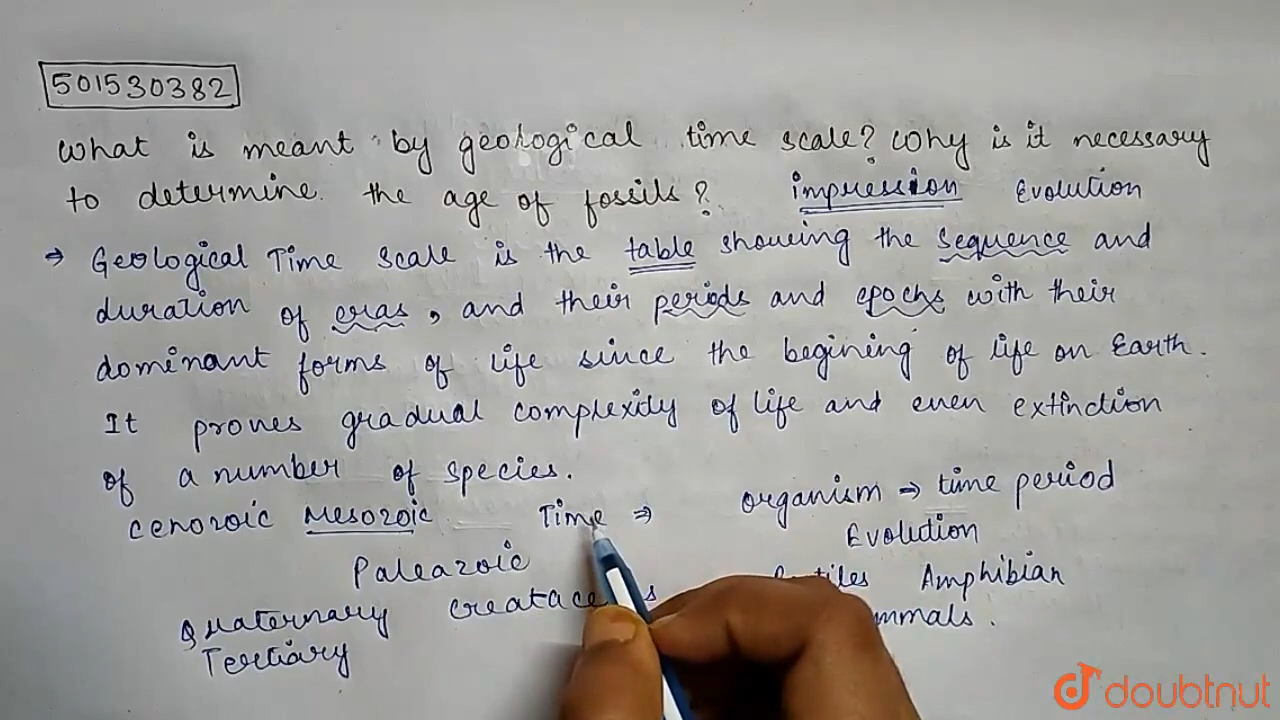 501530382
What is meant by geological time scale? Why is it necessary
to determine the age of fossils? impression Evolution
⇒ Geological Time Scale is the table showing the sequence and
duration of eras, and their periods and epochs with their
dominant forms of life since the begining of life on Earth.
It proves gradual complexity of life and even extinction
of a number of species.
Cenozoic Mesozoic Time ⇒ organism ⇒ time period
Evolution
Paleazoic Amphibian
Quaternary
Tertiary
doubtnut